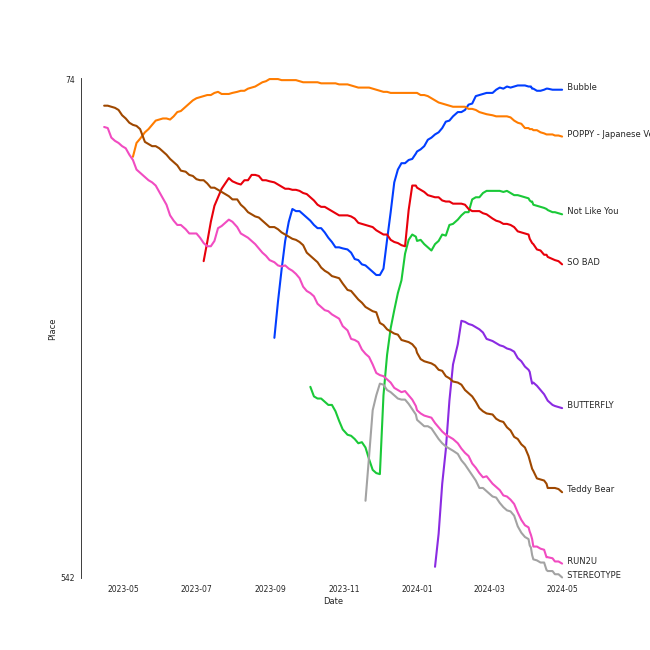 74
Bubble
POPPY - Japanese Ve
Not Like You
SO BAD
Place
BUTTERFLY
Teddy Bear
RUN2U
STEREOTYPE
542
2023-05
2023-07
2023-09
2023-11
2024-01
2024-03
2024-05
Date